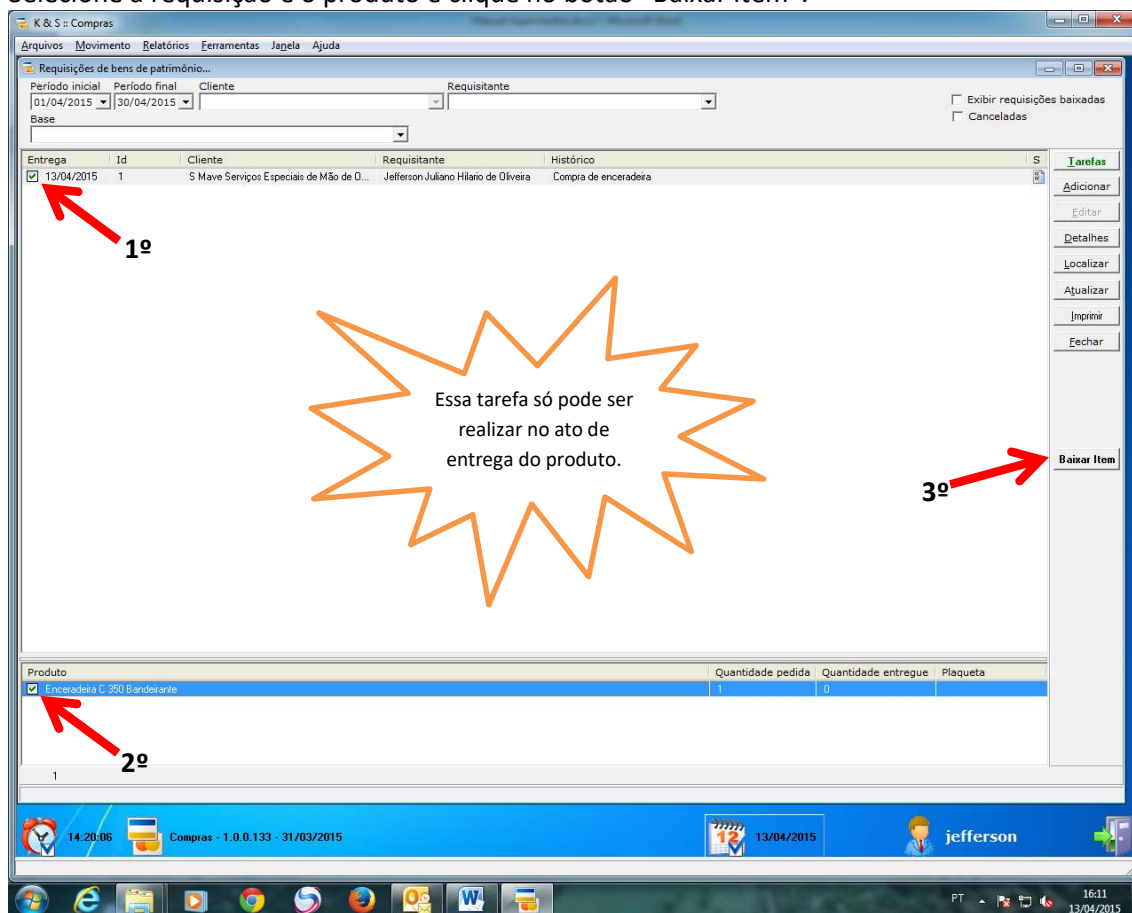 Selecione a requisição e o produto e clique no botão "Baixar Item".
K & S :: Compras
Arquivos Movimento Relatórios Ferramentas Janela Ajuda
Requisições de bens de patrimônio...
Período inicial Período final Cliente Requisitante
01/04/2015 30/04/2015
Exibir requisições baixadas
Canceladas
Base
Entrega Id Cliente Requisitante Histórico S
13/04/2015 1 S Mave Serviços Especiais de Mão de O... Jefferson Juliano Hilario de Oliveira Compra de enceradeira
Tarefas
Adicionar
Editar
Detalhes
Localizar
Atualizar
Imprimir
Fechar
1º
Essa tarefa só pode ser
realizar no ato de
entrega do produto.
Baixar Item
3º
Produto Quantidade pedida Quantidade entregue Plaqueta
Enceradeira C 350 Bandeirante 1 0
2º
1
14:20:06 Compras - 1.0.0.133 - 31/03/2015 12 13/04/2015 jefferson
PT 16:11
13/04/2015